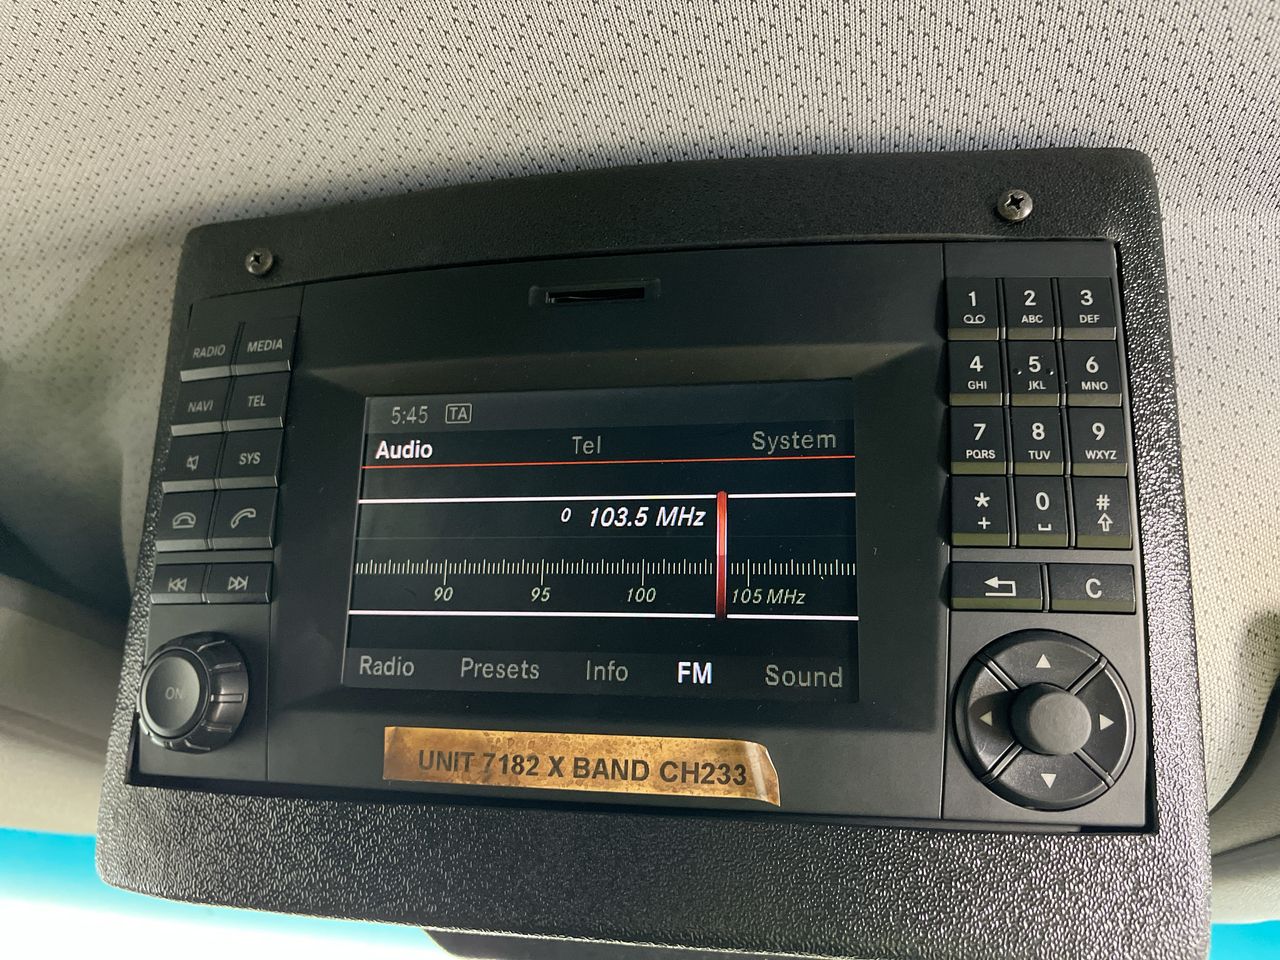 RADIO MEDIA
NAVI TEL
SYS
ON
5:45 TA
Audio Tel System
0 103.5 MHz
90 95 100 105 MHz
Radio Presets Info FM Sound
UNIT 7182 X BAND CH233
1 2 3
ABC DEF
4 5 6
GHI JKL MNO
7 8 9
PQRS TUV WXYZ
* 0 #
+
C